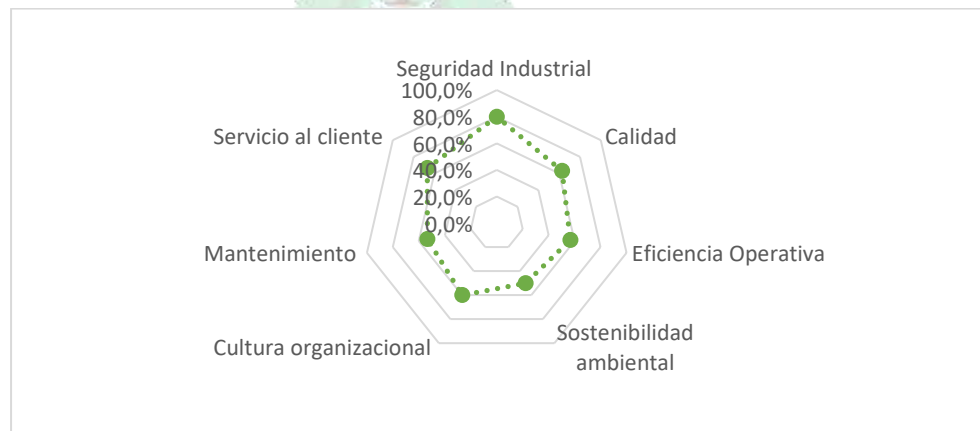 Seguridad Industrial
100,0%
80,0%
60,0%
40,0%
20,0%
0,0%
Calidad
Eficiencia Operativa
Sostenibilidad
ambiental
Cultura organizacional
Mantenimiento
Servicio al cliente